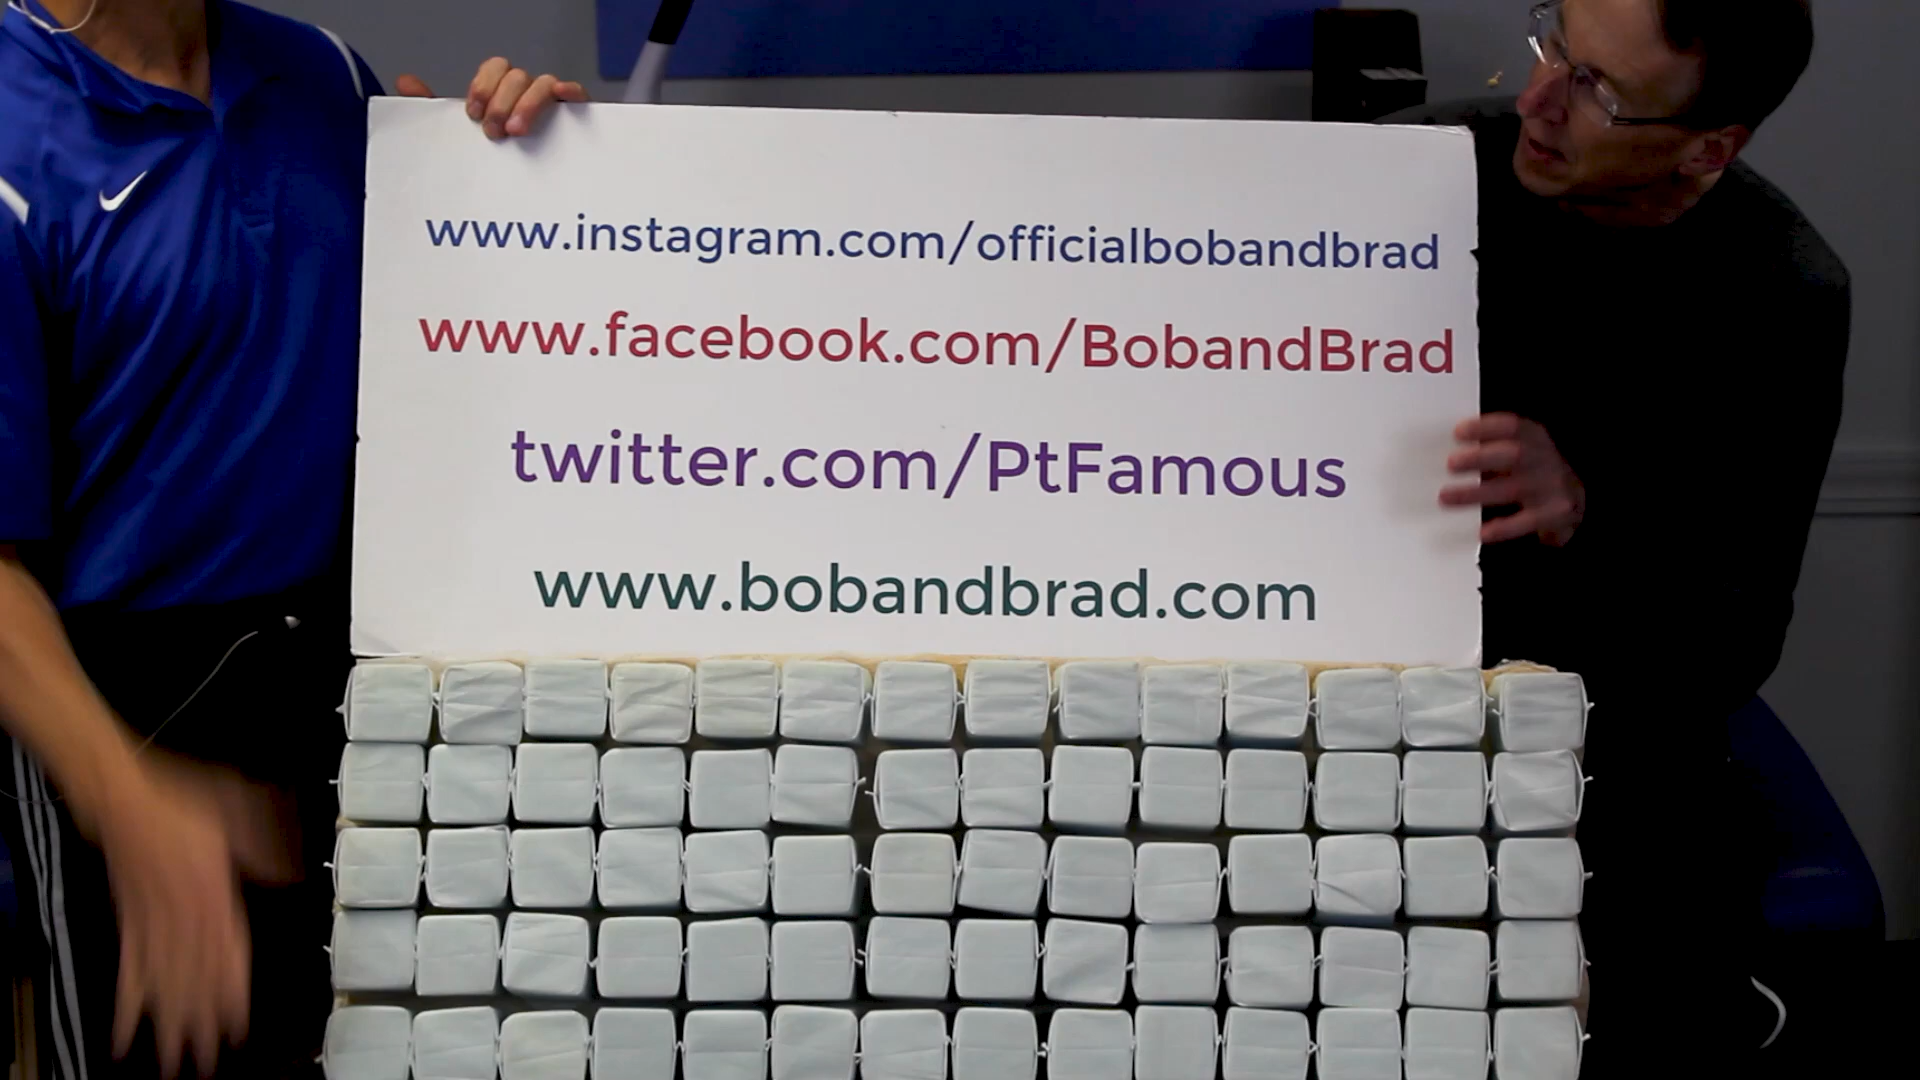 www.instagram.com/officialbobandbrad
www.facebook.com/BobandBrad
twitter.com/PtFamous
www.bobandbrad.com